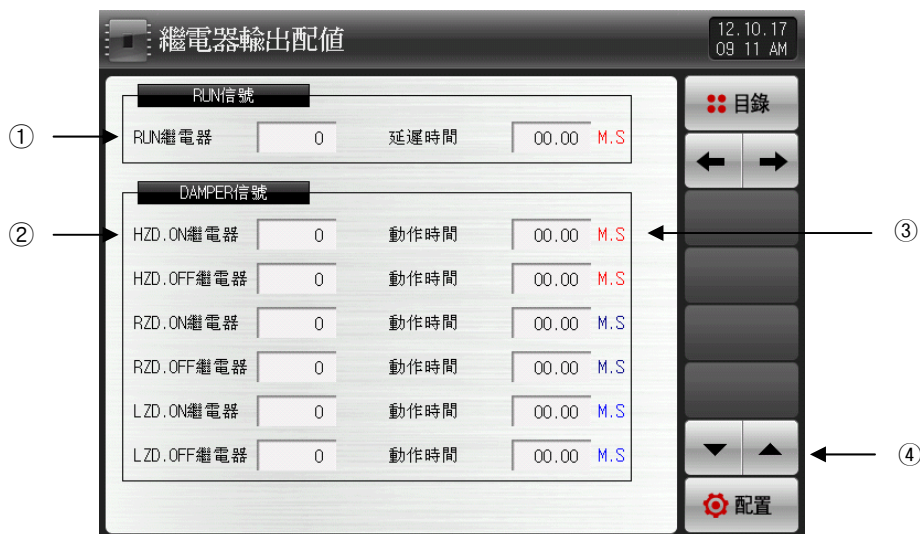 繼電器輸出配值
12.10.17
09 11 AM
RUN信號
目錄
① RUN繼電器 0 延遲時間 00.00 M.S
DAMPER信號
② HZD.ON繼電器 0 動作時間 00.00 M.S ③
HZD.OFF繼電器 0 動作時間 00.00 M.S
RZD.ON繼電器 0 動作時間 00.00 M.S
RZD.OFF繼電器 0 動作時間 00.00 M.S
LZD.ON繼電器 0 動作時間 00.00 M.S
LZD.OFF繼電器 0 動作時間 00.00 M.S
④
配置